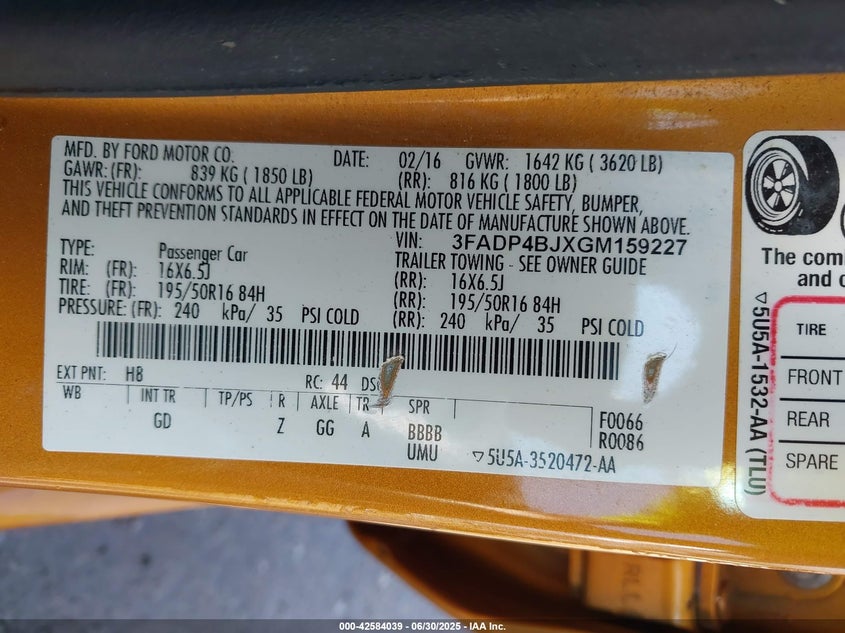 MFD. BY FORD MOTOR CO. DATE: 02/16 GVWR: 1642 KG ( 3620 LB)
GAWR: (FR): 839 KG ( 1850 LB) (RR): 816 KG ( 1800 LB)
THIS VEHICLE CONFORMS TO ALL APPLICABLE FEDERAL MOTOR VEHICLE SAFETY, BUMPER,
AND THEFT PREVENTION STANDARDS IN EFFECT ON THE DATE OF MANUFACTURE SHOWN ABOVE.
VIN: 3FADP4BJXGM159227
TYPE: Passenger Car TRAILER TOWING - SEE OWNER GUIDE
RIM: (FR): 16X6.5J (RR): 16X6.5J
TIRE: (FR): 195/50R16 84H (RR): 195/50R16 84H
PRESSURE: (FR): 240 kPa/ 35 PSI COLD (RR): 240 kPa/ 35 PSI COLD
EXT PNT: H8 RC: 44
WB INT TR TP/PS R AXLE TR SPR
GD Z GG A BBBB
UMU
F0066
R0086
▽5U5A-3520472-AA
The com
and
TIRE
FRONT
REAR
SPARE
▽5U5A-1532-AA (TLU)
000-42584039 - 06/30/2025 - IAA Inc.